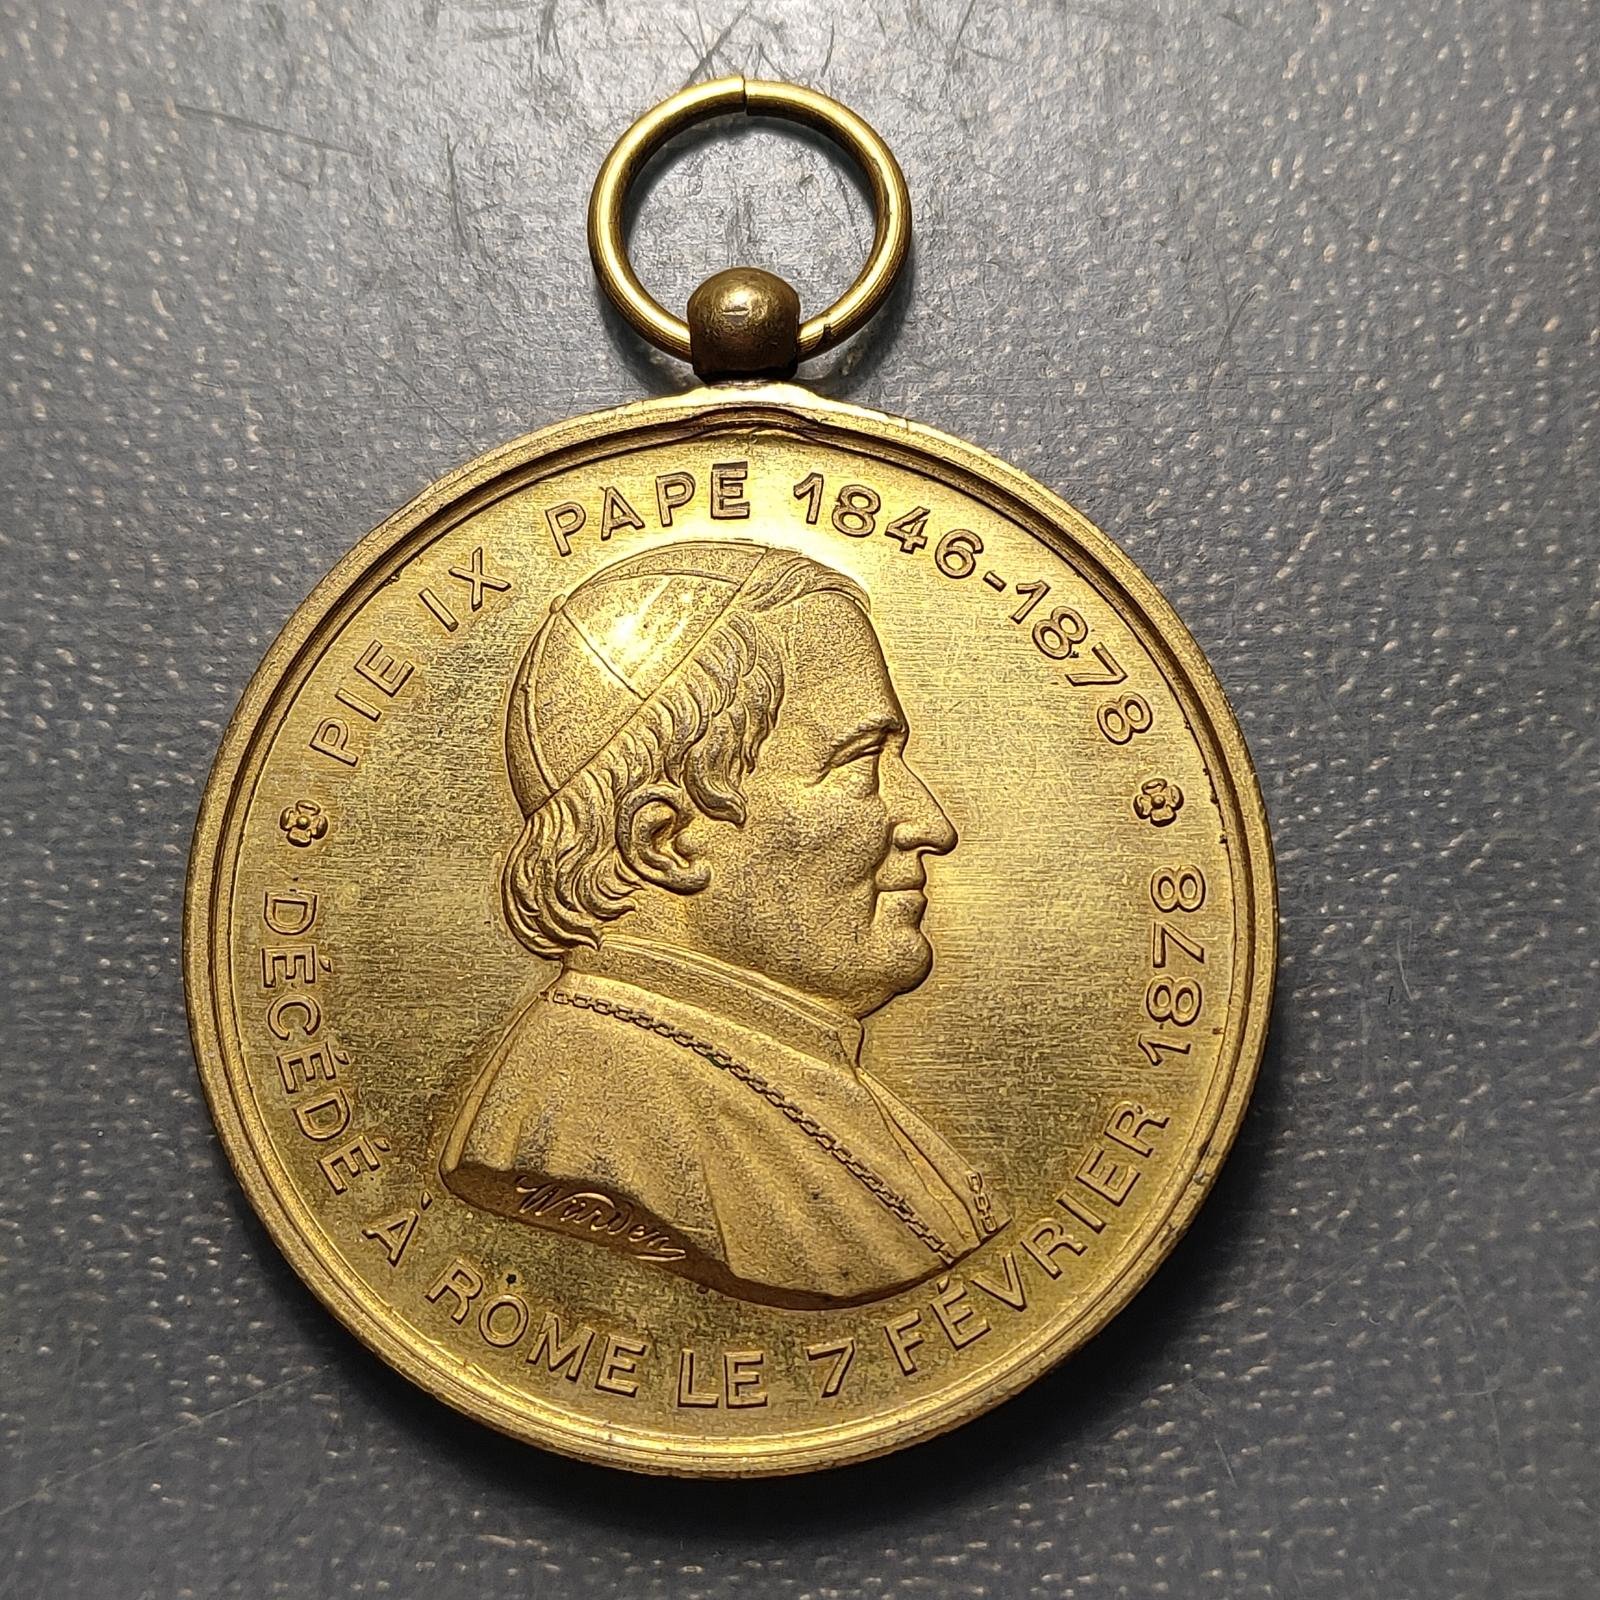 PIE IX PAPE 1846-1878
DÉCÉDÉ À ROME LE 7 FÉVRIER 1878